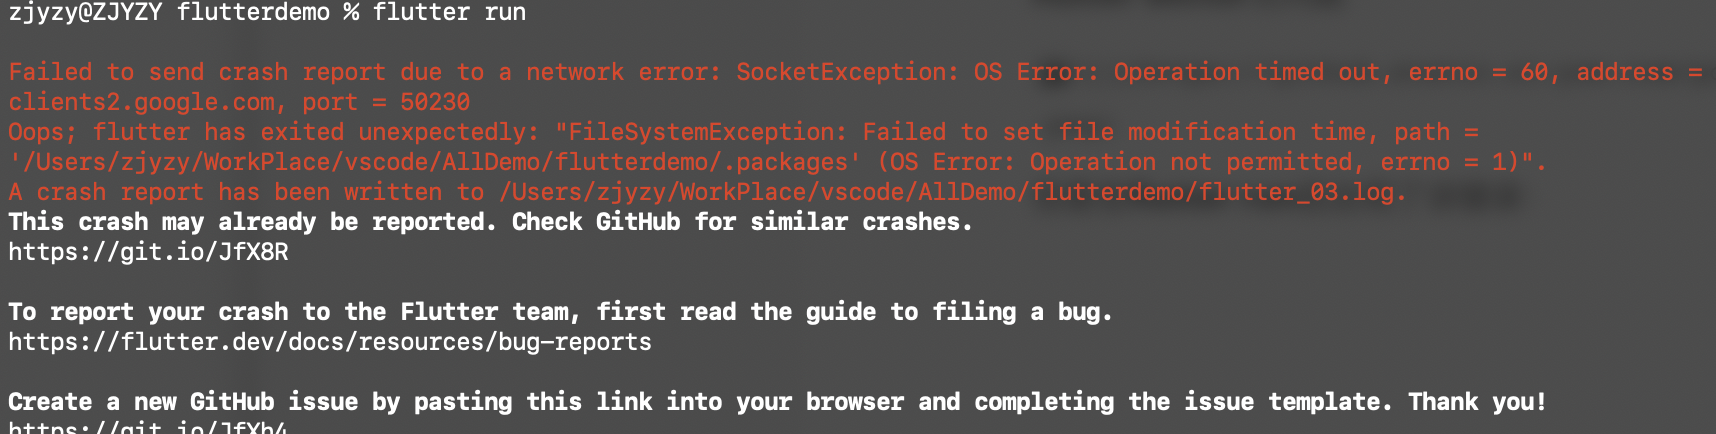 zjyzy@ZJYZY flutterdemo % flutter run
Failed to send crash report due to a network error: SocketException: OS Error: Operation timed out, errno = 60, address =
clients2.google.com, port = 50230
Oops; flutter has exited unexpectedly: "FileSystemException: Failed to set file modification time, path =
'/Users/zjyzy/WorkPlace/vscode/AllDemo/flutterdemo/.packages' (OS Error: Operation not permitted, errno = 1)".
A crash report has been written to /Users/zjyzy/WorkPlace/vscode/AllDemo/flutterdemo/flutter_03.log.
This crash may already be reported. Check GitHub for similar crashes.
https://git.io/JfX8R
To report your crash to the Flutter team, first read the guide to filing a bug.
https://flutter.dev/docs/resources/bug-reports
Create a new GitHub issue by pasting this link into your browser and completing the issue template. Thank you!
https://git.io/JfXh4